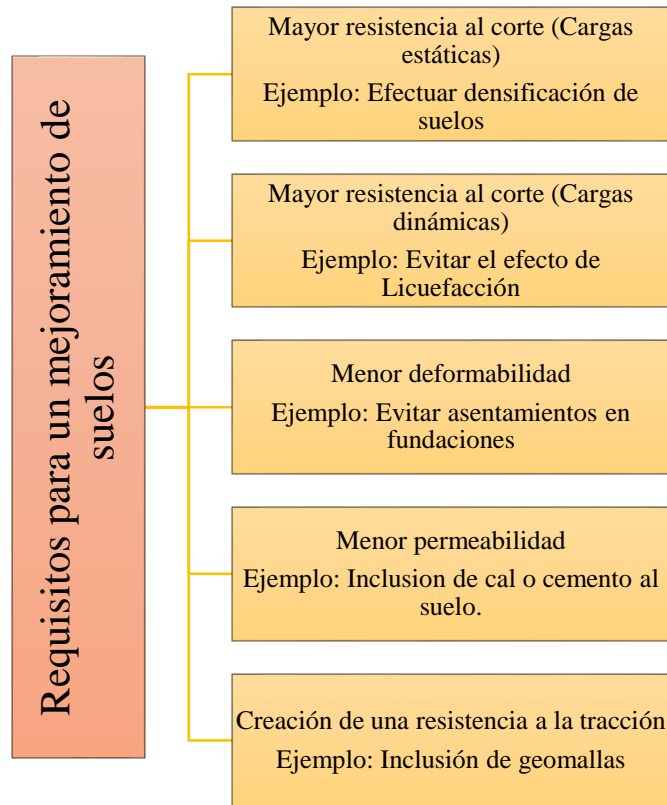 Requisitos para un mejoramiento de
suelos
Mayor resistencia al corte (Cargas
estáticas)
Ejemplo: Efectuar densificación de
suelos
Mayor resistencia al corte (Cargas
dinámicas)
Ejemplo: Evitar el efecto de
Licuefacción
Menor deformabilidad
Ejemplo: Evitar asentamientos en
fundaciones
Menor permeabilidad
Ejemplo: Inclusion de cal o cemento al
suelo.
Creación de una resistencia a la tracción
Ejemplo: Inclusión de geomallas